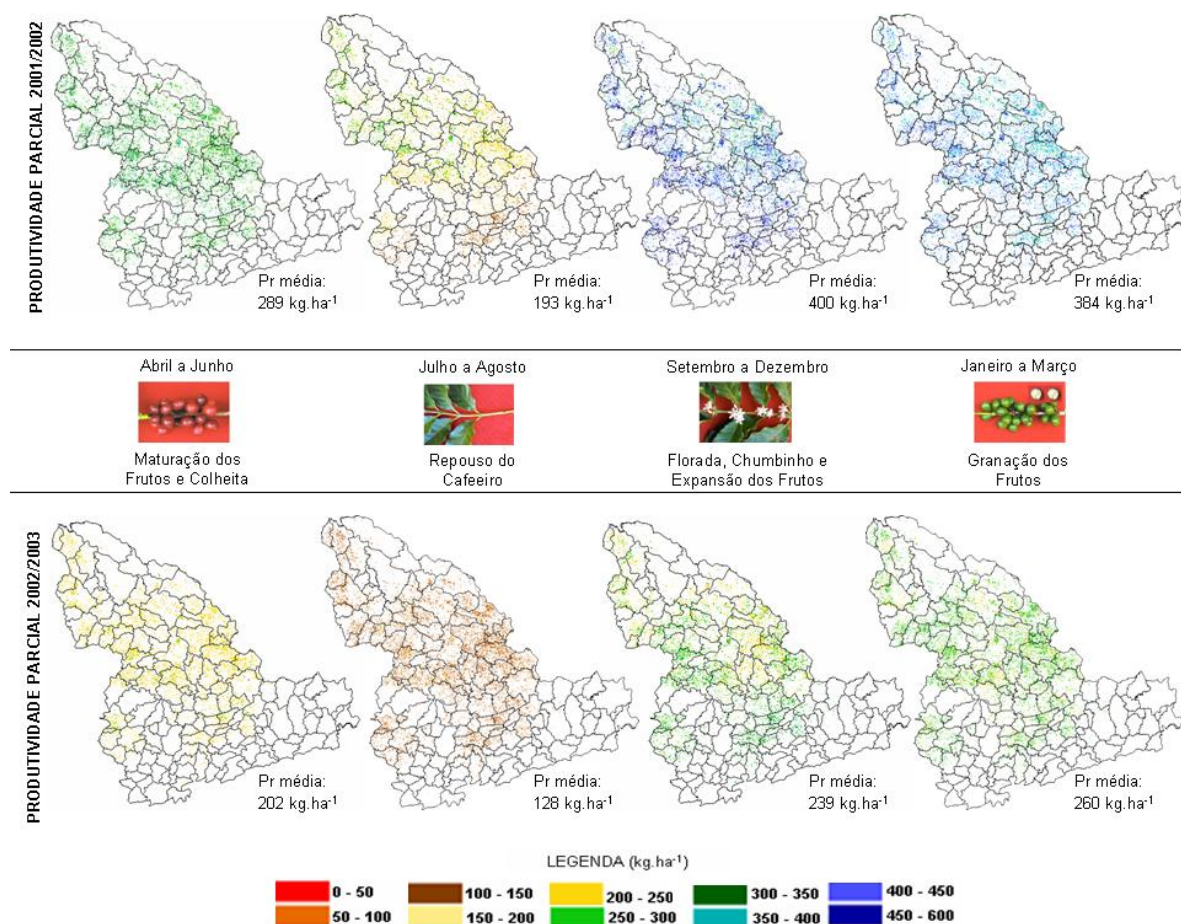 PRODUTIVIDADE PARCIAL 2001/2002
Pr média:
289 kg.ha⁻¹
Pr média:
193 kg.ha⁻¹
Pr média:
400 kg.ha⁻¹
Pr média:
384 kg.ha⁻¹
Abril a Junho
Julho a Agosto
Setembro a Dezembro
Janeiro a Março
Maturação dos
Frutos e Colheita
Repouso do
Cafeeiro
Florada, Chumbinho e
Expansão dos Frutos
Granação dos
Frutos
PRODUTIVIDADE PARCIAL 2002/2003
Pr média:
202 kg.ha⁻¹
Pr média:
128 kg.ha⁻¹
Pr média:
239 kg.ha⁻¹
Pr média:
260 kg.ha⁻¹
LEGENDA (kg.ha⁻¹)
0 - 50
100 - 150
200 - 250
300 - 350
400 - 450
50 - 100
150 - 200
250 - 300
350 - 400
450 - 600